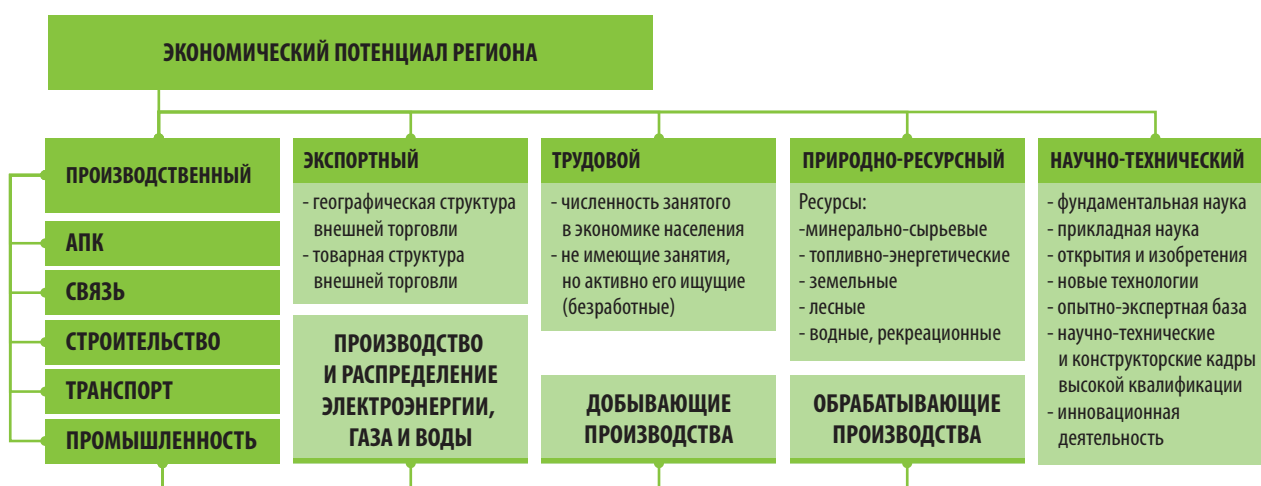 ЭКОНОМИЧЕСКИЙ ПОТЕНЦИАЛ РЕГИОНА
ПРОИЗВОДСТВЕННЫЙ
АПК
СВЯЗЬ
СТРОИТЕЛЬСТВО
ТРАНСПОРТ
ПРОМЫШЛЕННОСТЬ
ЭКСПОРТНЫЙ
- географическая структура
внешней торговли
- товарная структура
внешней торговли
ПРОИЗВОДСТВО
И РАСПРЕДЕЛЕНИЕ
ЭЛЕКТРОЭНЕРГИИ,
ГАЗА И ВОДЫ
ТРУДОВОЙ
- численность занятого
в экономике населения
- не имеющие занятия,
но активно его ищущие
(безработные)
ДОБЫВАЮЩИЕ
ПРОИЗВОДСТВА
ПРИРОДНО-РЕСУРСНЫЙ
Ресурсы:
-минерально-сырьевые
- топливно-энергетические
- земельные
- лесные
- водные, рекреационные
ОБРАБАТЫВАЮЩИЕ
ПРОИЗВОДСТВА
НАУЧНО-ТЕХНИЧЕСКИЙ
- фундаментальная наука
- прикладная наука
- открытия и изобретения
- новые технологии
- опытно-экспертная база
- научно-технические
и конструкторские кадры
высокой квалификации
- инновационная
деятельность